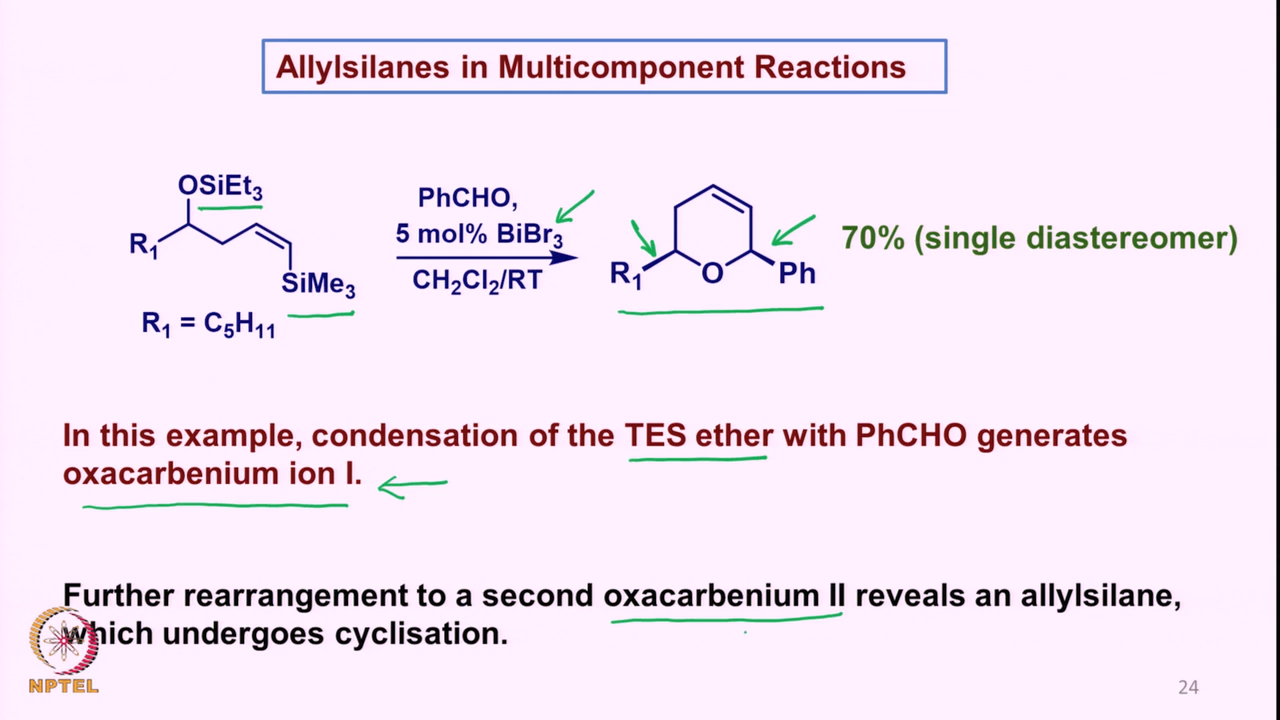 Allylsilanes in Multicomponent Reactions
OSiEt3
R1
SiMe3
R1 = C5H11
PhCHO,
5 mol% BiBr3
CH2Cl2/RT
R1
O
Ph
70% (single diastereomer)
In this example, condensation of the TES ether with PhCHO generates
oxacarbenium ion I.
Further rearrangement to a second oxacarbenium II reveals an allylsilane,
which undergoes cyclisation.
NPTEL
24